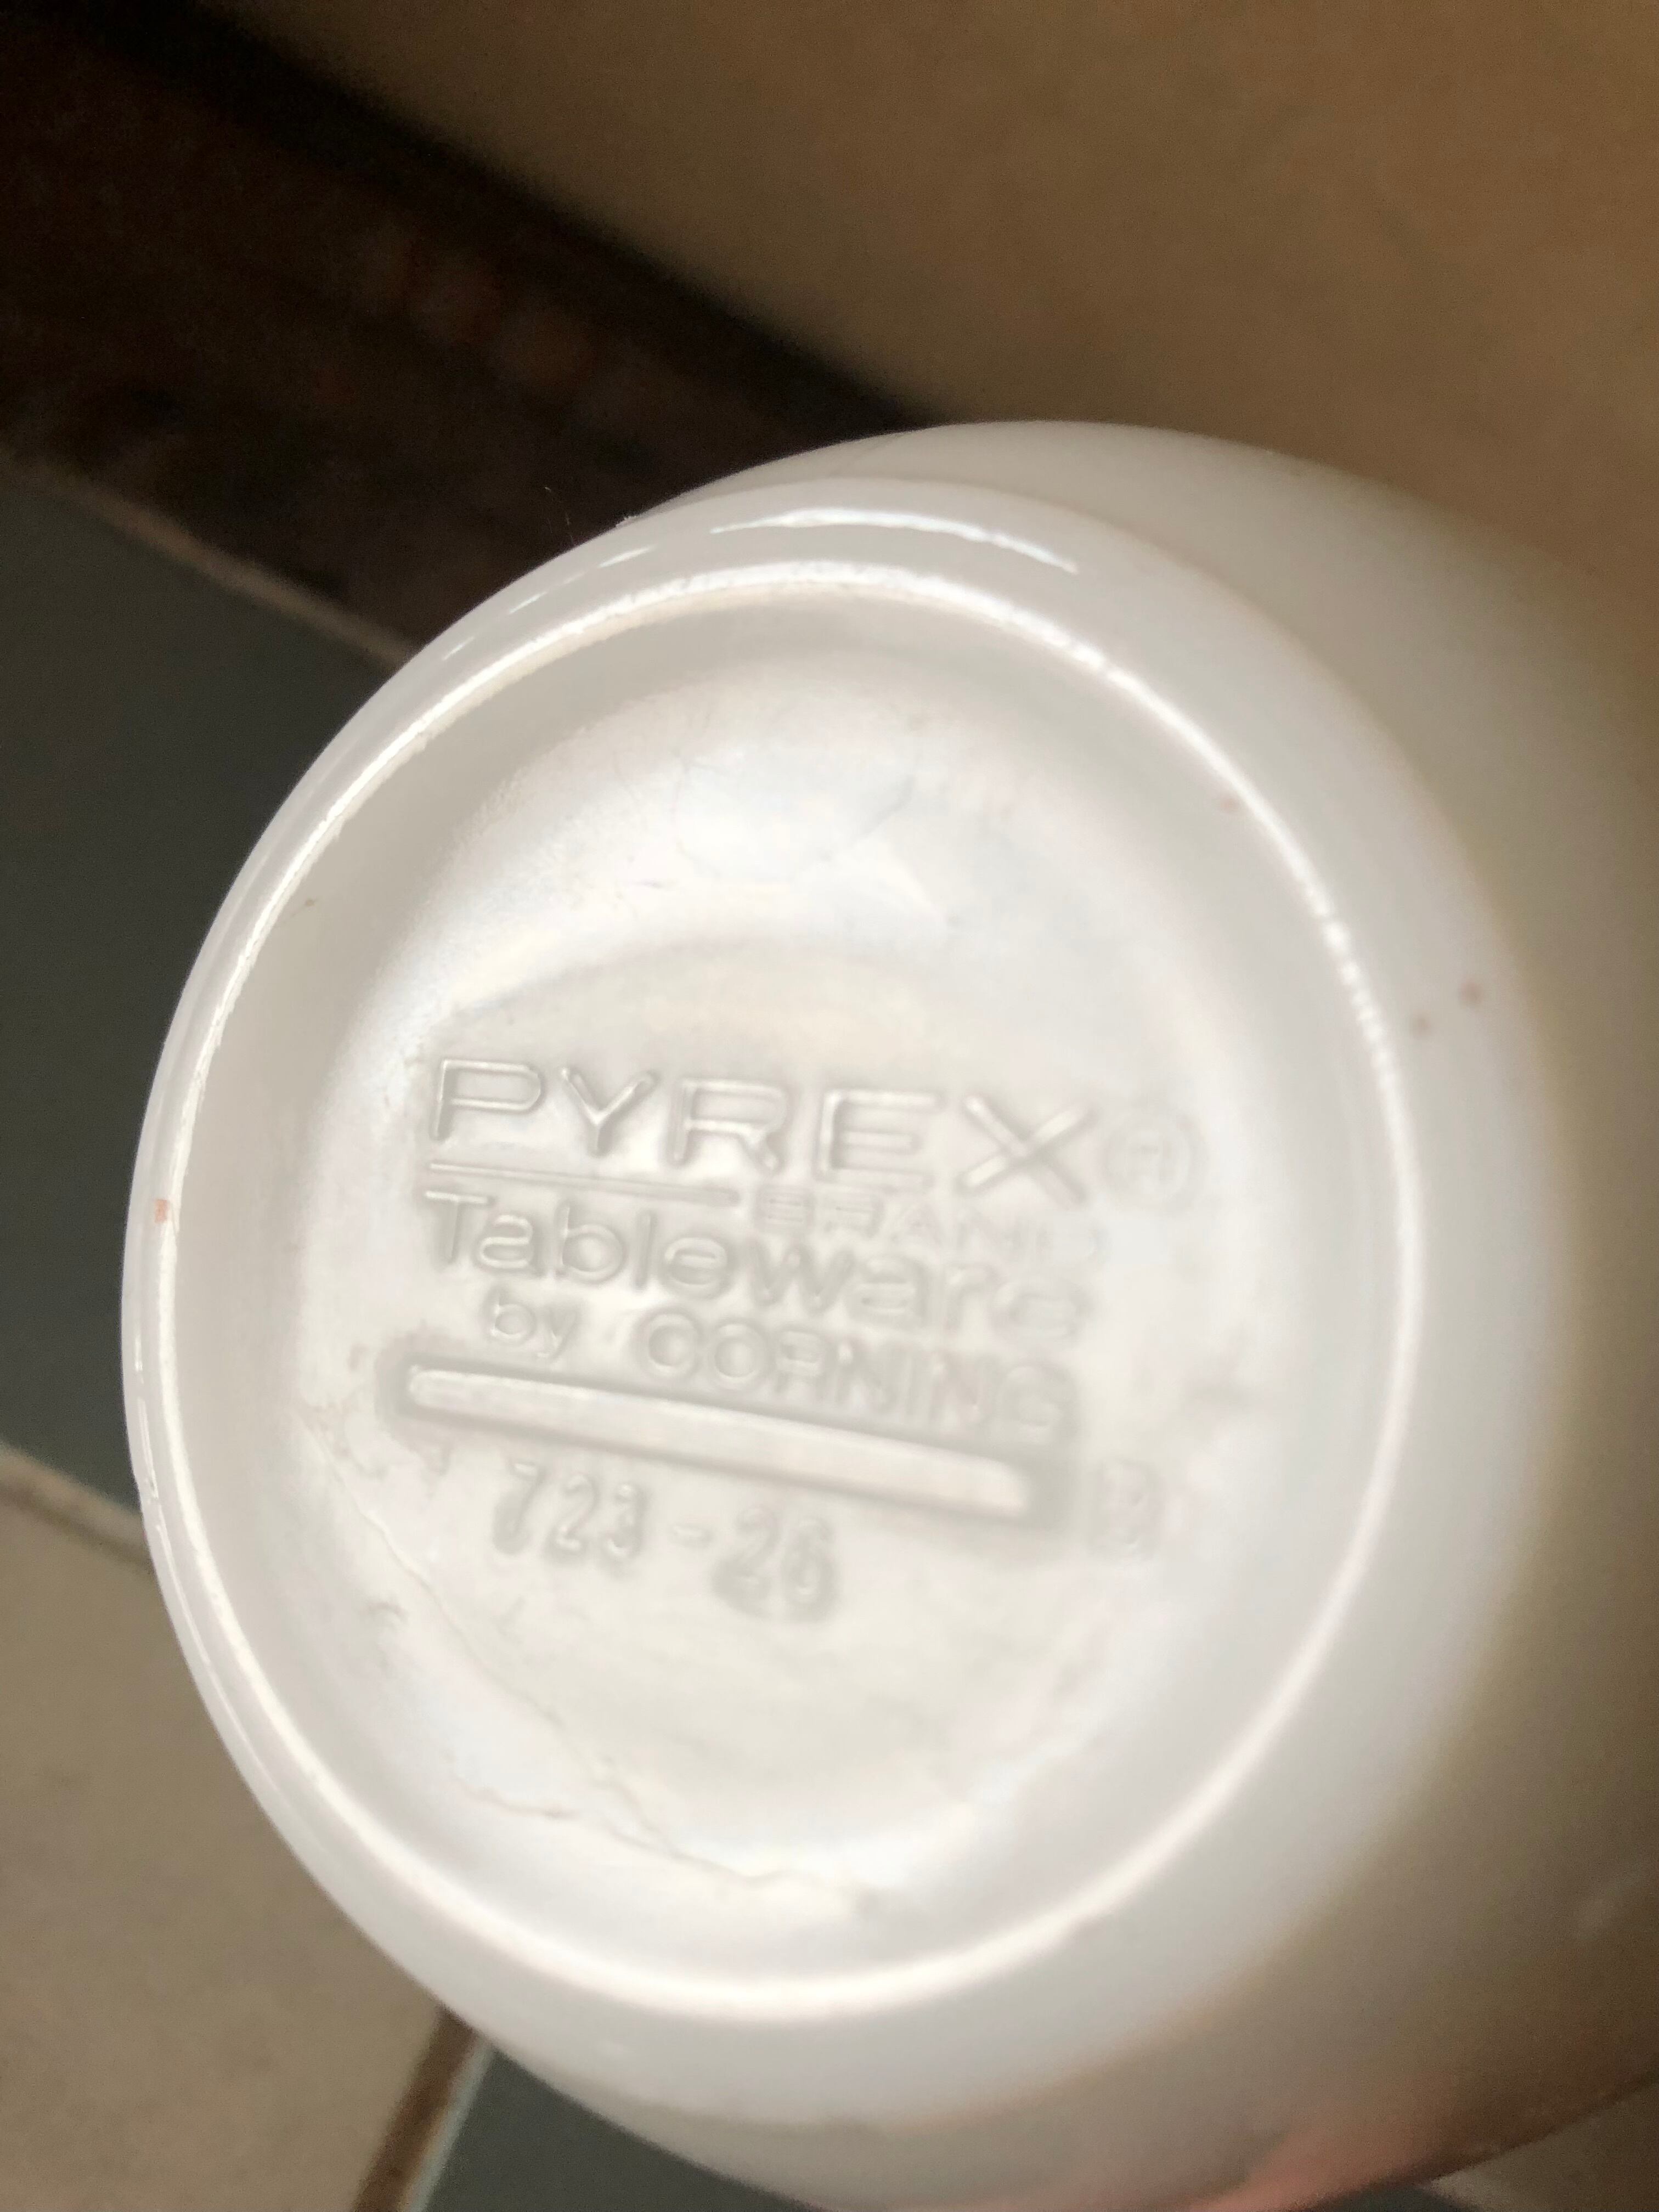 PYREX®
BRAND
Tableware
by CORNING
723-26